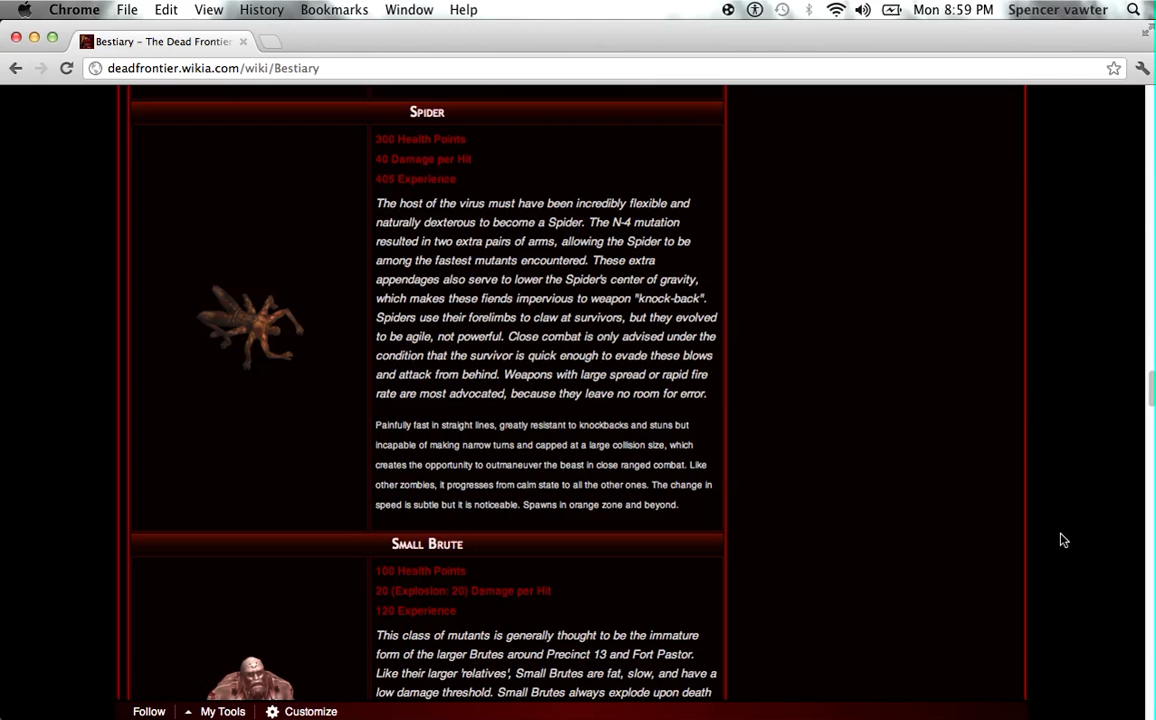 Chrome File Edit View History Bookmarks Window Help Mon 8:59 PM Spencer vawter
Bestiary – The Dead Frontier
deadfrontier.wikia.com/wiki/Bestiary
Spider
300 Health Points
40 Damage per Hit
405 Experience
The host of the virus must have been incredibly flexible and
naturally dexterous to become a Spider. The N-4 mutation
resulted in two extra pairs of arms, allowing the Spider to be
among the fastest mutants encountered. These extra
appendages also serve to lower the Spider's center of gravity,
which makes these fiends impervious to weapon "knock-back".
Spiders use their forelimbs to claw at survivors, but they evolved
to be agile, not powerful. Close combat is only advised under the
condition that the survivor is quick enough to evade these blows
and attack from behind. Weapons with large spread or rapid fire
rate are most advocated, because they leave no room for error.
Painfully fast in straight lines, greatly resistant to knockbacks and stuns but
incapable of making narrow turns and capped at a large collision size, which
creates the opportunity to outmaneuver the beast in close ranged combat. Like
other zombies, it progresses from calm state to all the other ones. The change in
speed is subtle but it is noticeable. Spawns in orange zone and beyond.
Small Brute
100 Health Points
20 (Explosion: 20) Damage per Hit
120 Experience
This class of mutants is generally thought to be the immature
form of the larger Brutes around Precinct 13 and Fort Pastor.
Like their larger 'relatives', Small Brutes are fat, slow, and have a
low damage threshold. Small Brutes always explode upon death
Follow My Tools Customize